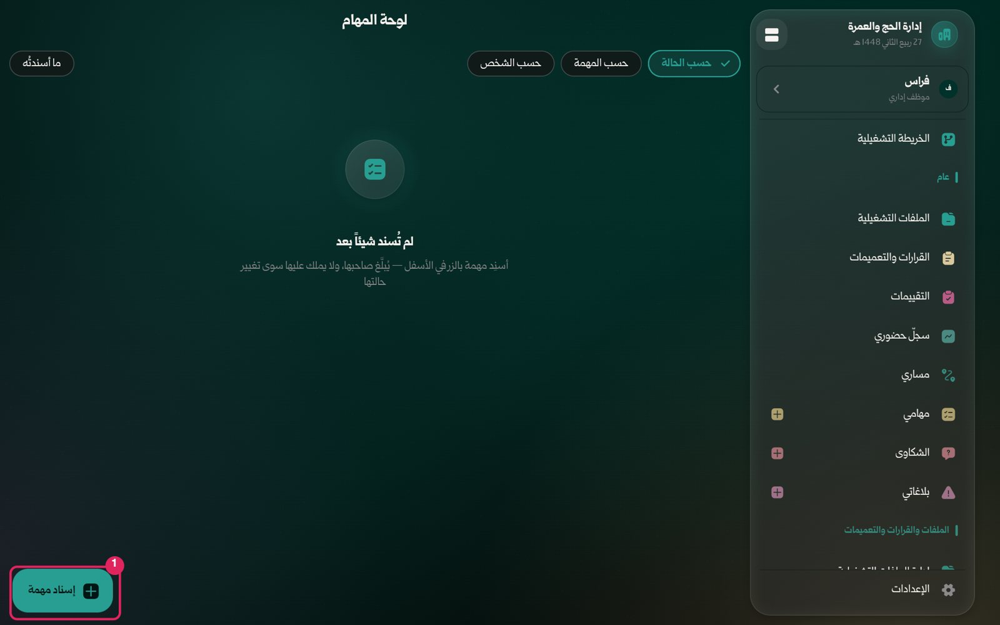 إدارة الحج والعمرة
27 ربيع الثاني 1448 هـ
ف
فراس
موظف إداري
الخريطة التشغيلية
عام
الملفات التشغيلية
القرارات والتعميمات
التقييمات
سجلّ حضوري
مساري
مهامي
الشكاوى
بلاغاتي
الملفات والقرارات والتعميمات
إدارة الملفات التشغيلية
الإعدادات
لوحة المهام
حسب الحالة
حسب المهمة
حسب الشخص
ما أسندتُه
لم تُسند شيئاً بعد
أسنِد مهمة بالزر في الأسفل — يُبلَّغ صاحبها، ولا يملك عليها سوى تغيير
حالتها
1
إسناد مهمة